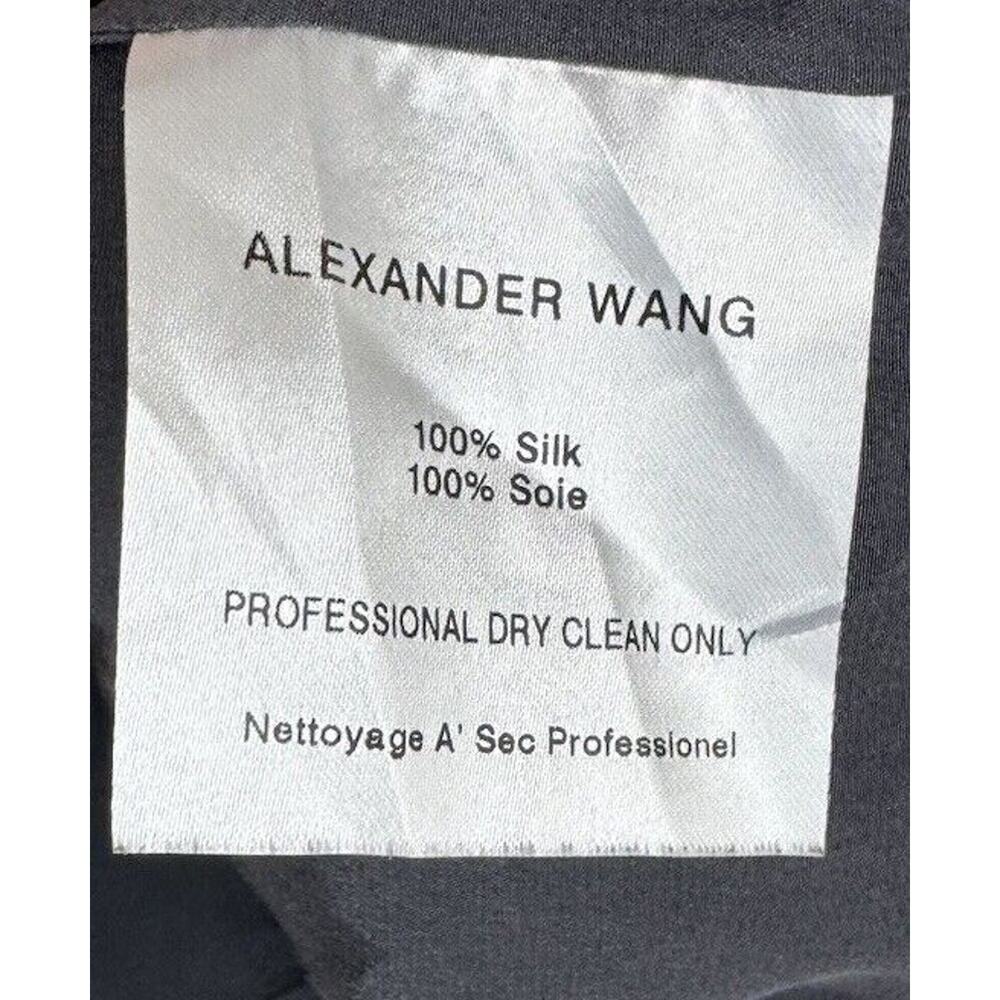 ALEXANDER WANG
100% Silk
100% Soie
PROFESSIONAL DRY CLEAN ONLY
Nettoyage A' Sec Professionel